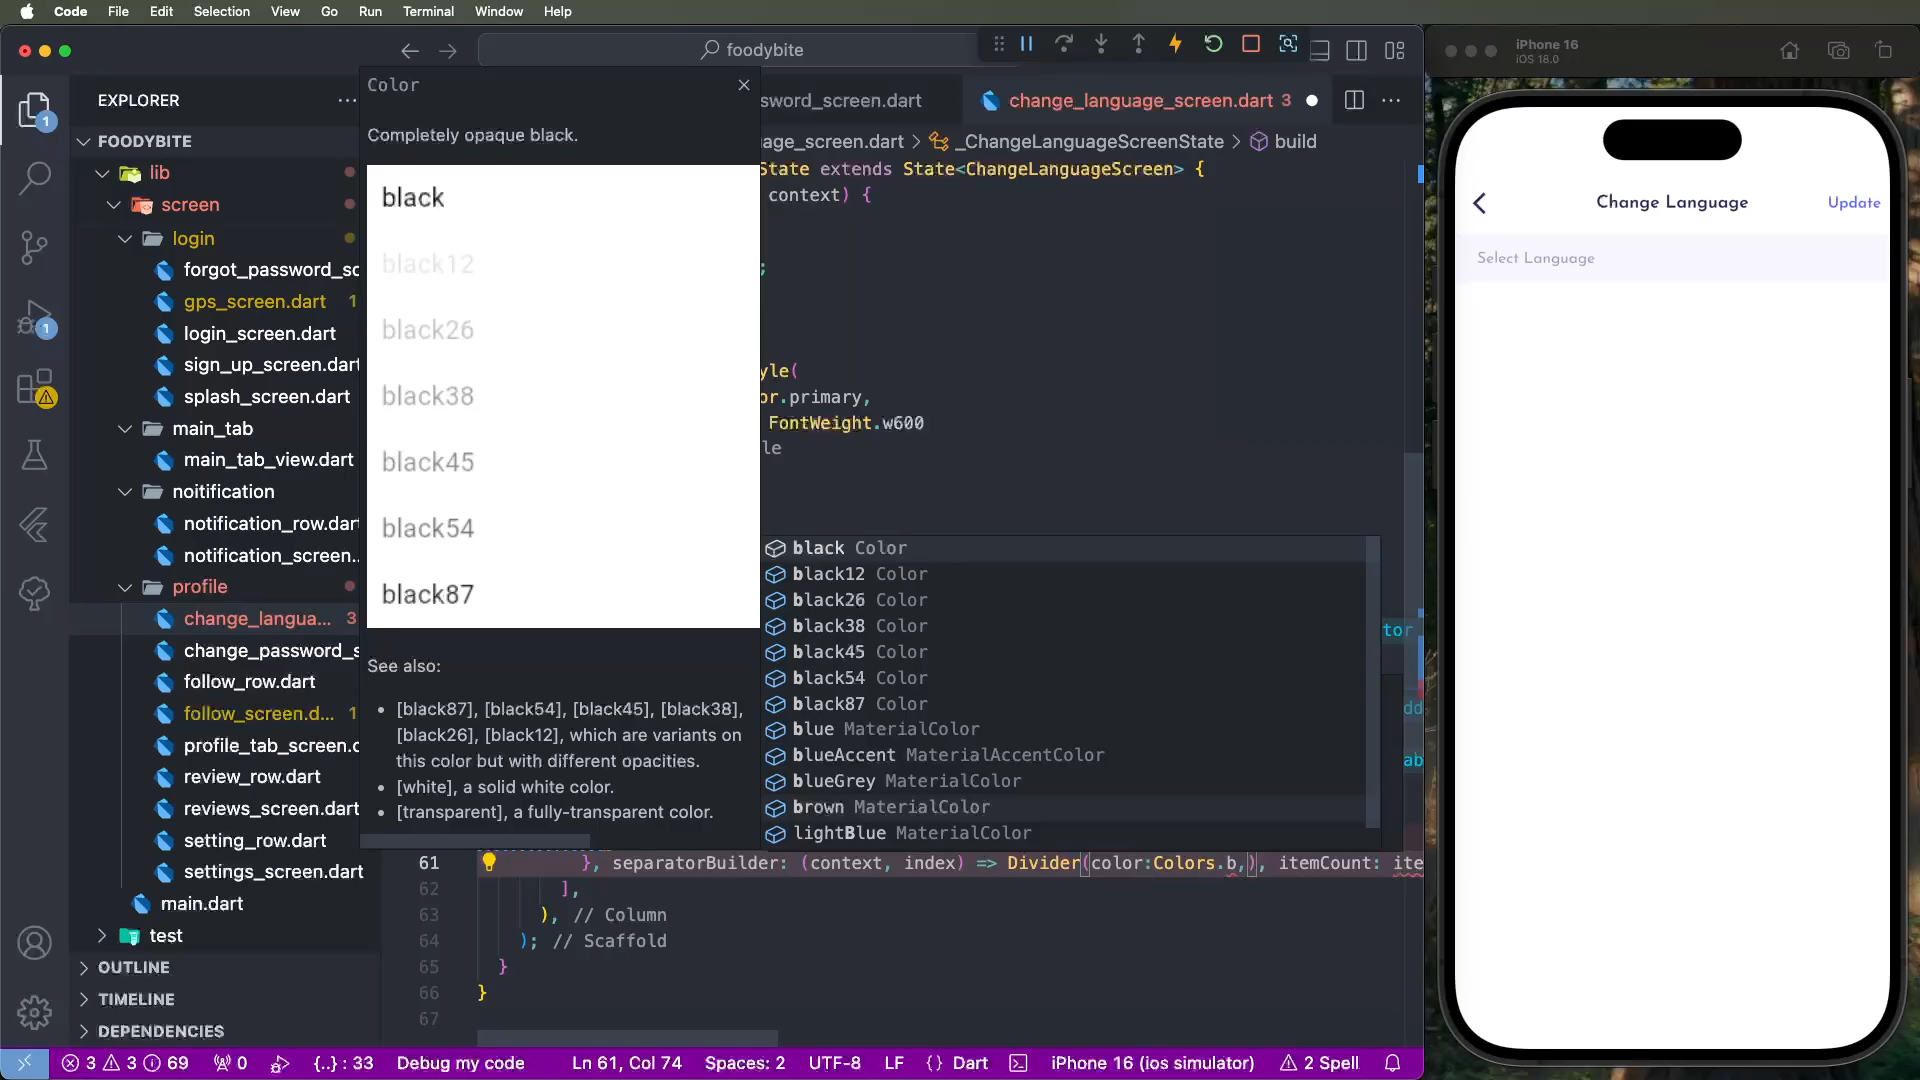 Code File Edit Selection View Go Run Terminal Window Help
foodybite
iPhone 16
iOS 18.0
EXPLORER
FOODYBITE
lib
screen
login
forgot_password_sc
gps_screen.dart 1
login_screen.dart
sign_up_screen.dart
splash_screen.dart
main_tab
main_tab_view.dart
noitification
notification_row.dart
notification_screen..
profile
change_langua... 3
change_password_s
follow_row.dart
follow_screen.d... 1
profile_tab_screen.d
review_row.dart
reviews_screen.dart
setting_row.dart
settings_screen.dart
main.dart
test
OUTLINE
TIMELINE
DEPENDENCIES
1
1
Color
Completely opaque black.
black
black12
black26
black38
black45
black54
black87
See also:
• [black87], [black54], [black45], [black38],
[black26], [black12], which are variants on
this color but with different opacities.
• [white], a solid white color.
• [transparent], a fully-transparent color.
sword_screen.dart
change_language_screen.dart 3
age_screen.dart > _ChangeLanguageScreenState > build
State extends State<ChangeLanguageScreen> {
context) {
;
yle(
or.primary,
FontWeight.w600
le
black Color
black12 Color
black26 Color
black38 Color
black45 Color
black54 Color
black87 Color
blue MaterialColor
blueAccent MaterialAccentColor
blueGrey MaterialColor
brown MaterialColor
lightBlue MaterialColor
tor
dd
ab
61 }, separatorBuilder: (context, index) => Divider(color:Colors.b,), itemCount: ite
62 ],
63 ), // Column
64 ); // Scaffold
65 }
66 }
67
3 3 69 0 {..} : 33 Debug my code Ln 61, Col 74 Spaces: 2 UTF-8 LF {} Dart iPhone 16 (ios simulator) 2 Spell
Change Language
Update
Select Language